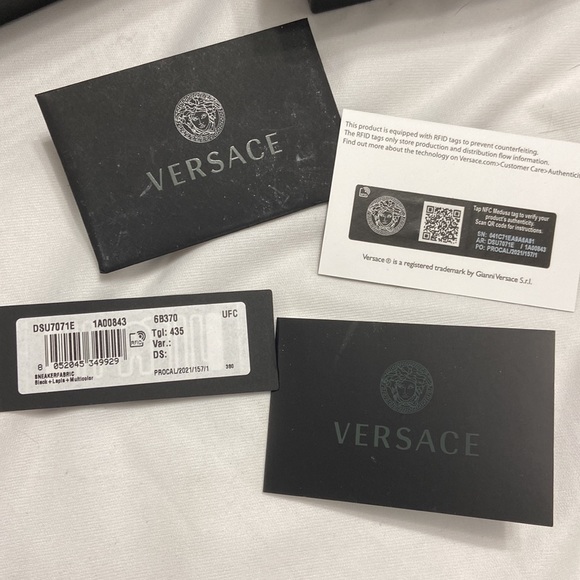 VERSACE
This product is equipped with RFID tags to prevent counterfeiting.
The RFID tags only store production and distribution flow information.
Find out more about the technology on Versace.com>Customer Care>Authentici
Tap NFC Medusa tag to verify your
product's authenticity.
Scan QR code for instructions.
SN: 041C71EA9A6A81
AR: DSU7071E / 1A00843
PO: PROCAL/2021/157/1
Versace ® is a registered trademark by Gianni Versace S.r.l.
DSU7071E 1A00843 6B370 UFC
Tgl: 435
Var.:
DS:
RFID
8 052045 349929
PROCAL/2021/157/1
SNEAKERFABRIC
Black+Lapis+Multicolor
VERSACE